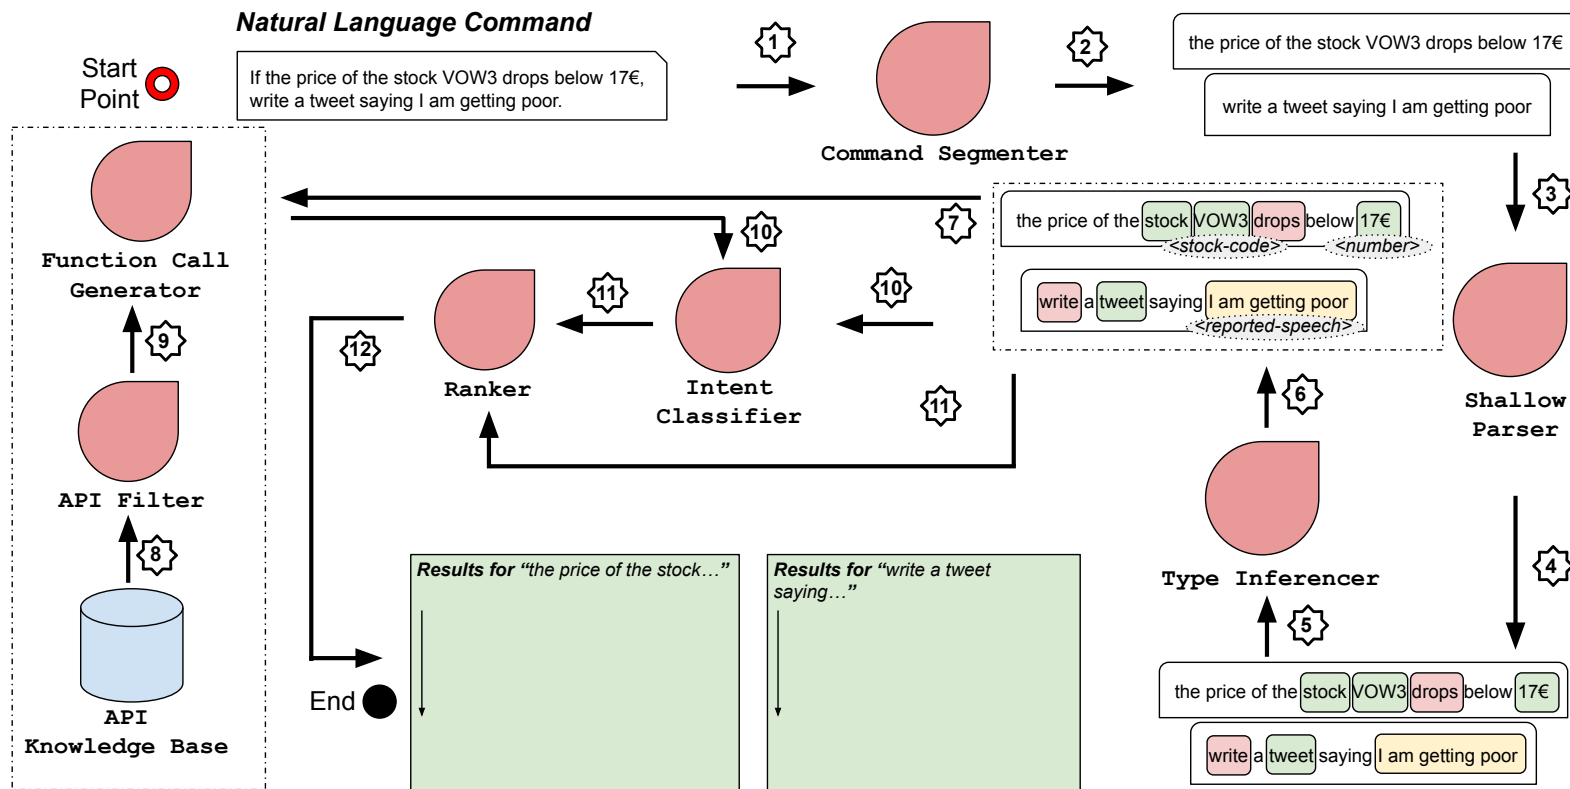 Natural Language Command
Start
Point
If the price of the stock VOW3 drops below 17€,
write a tweet saying I am getting poor.
1
Command Segmenter
2
the price of the stock VOW3 drops below 17€
write a tweet saying I am getting poor
3
Shallow
Parser
4
the price of the stock VOW3 drops below 17€
write a tweet saying I am getting poor
5
Type Inferencer
6
the price of the stock VOW3 drops below 17€
<stock-code> <number>
write a tweet saying I am getting poor
<reported-speech>
7
Function Call
Generator
9
API Filter
8
API
Knowledge Base
10
10
Intent
Classifier
11
11
Ranker
12
End
Results for “the price of the stock…”
Results for “write a tweet
saying…”